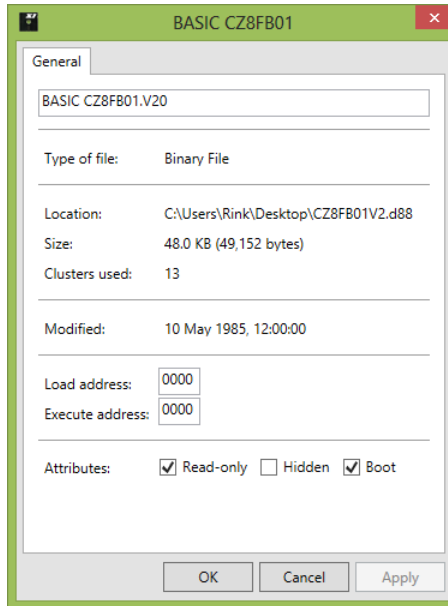 BASIC CZ8FB01
General
BASIC CZ8FB01.V20
Type of file: Binary File
Location: C:\Users\Rink\Desktop\CZ8FB01V2.d88
Size: 48.0 KB (49,152 bytes)
Clusters used: 13
Modified: 10 May 1985, 12:00:00
Load address: 0000
Execute address: 0000
Attributes: Read-only Hidden Boot
OK Cancel Apply